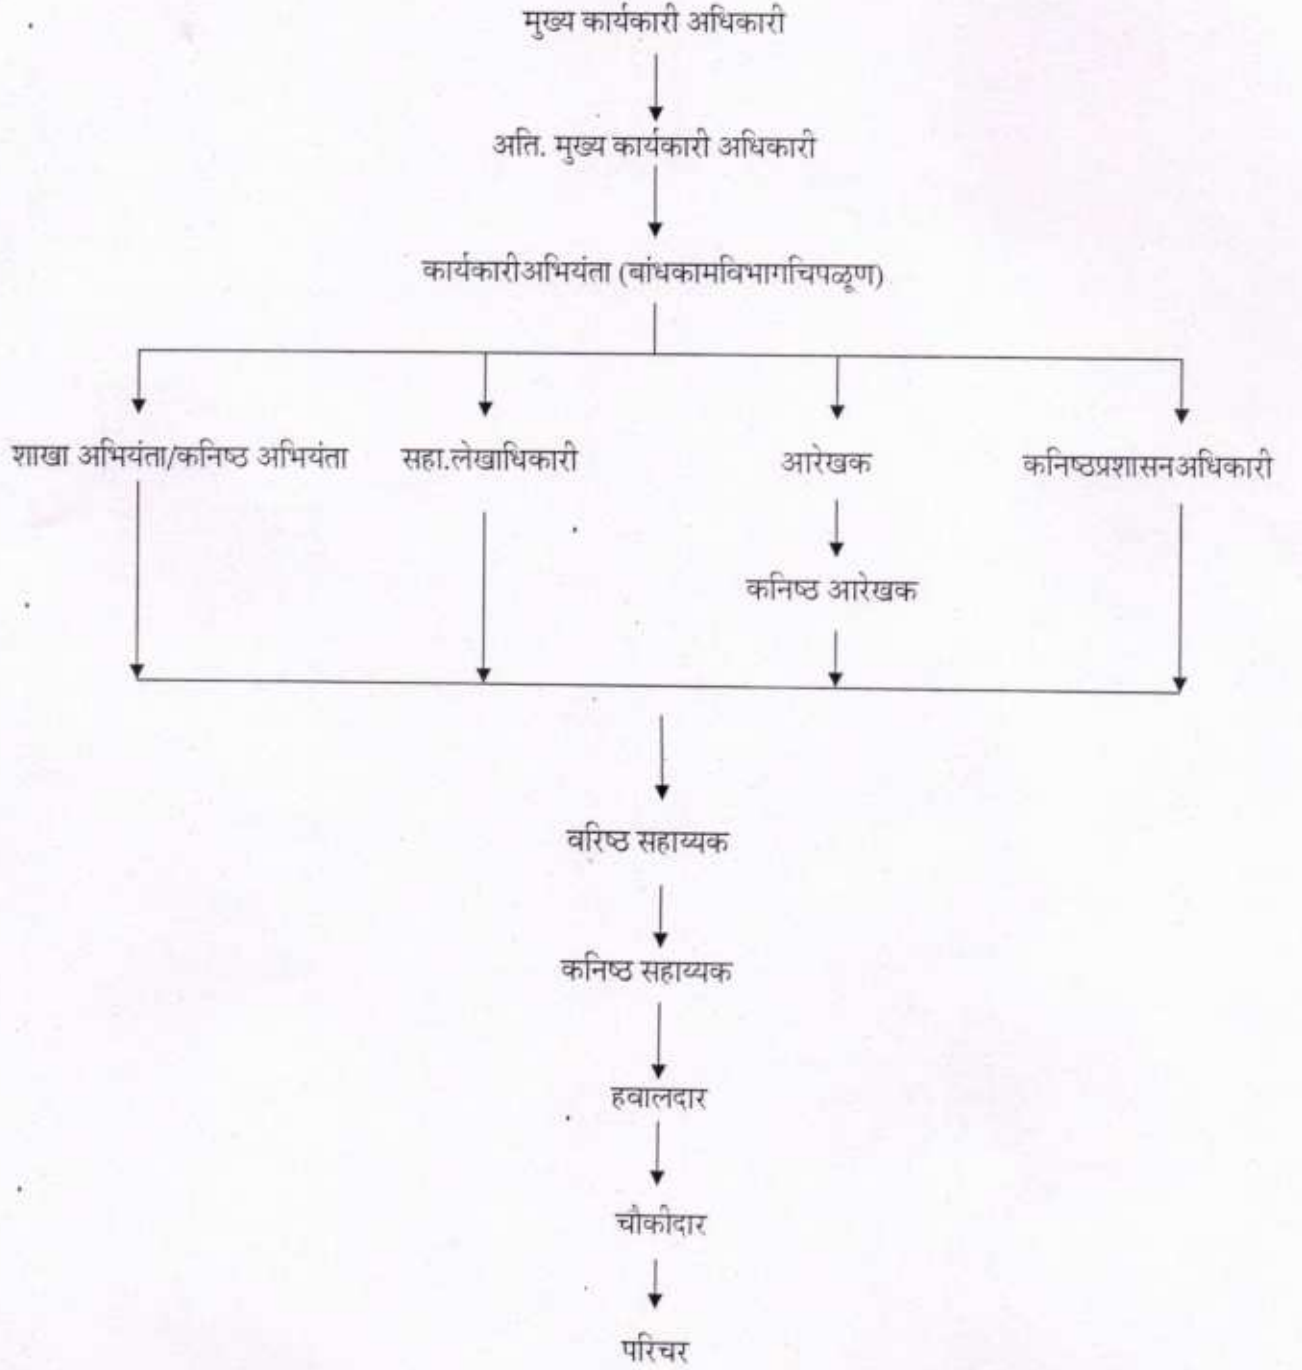 मुख्य कार्यकारी अधिकारी
अति. मुख्य कार्यकारी अधिकारी
कार्यकारीअभियंता (बांधकामविभागचिपळूण)
शाखा अभियंता/कनिष्ठ अभियंता
सहा.लेखाधिकारी
आरेखक
कनिष्ठप्रशासनअधिकारी
कनिष्ठ आरेखक
वरिष्ठ सहाय्यक
कनिष्ठ सहाय्यक
हवालदार
चौकीदार
परिचर